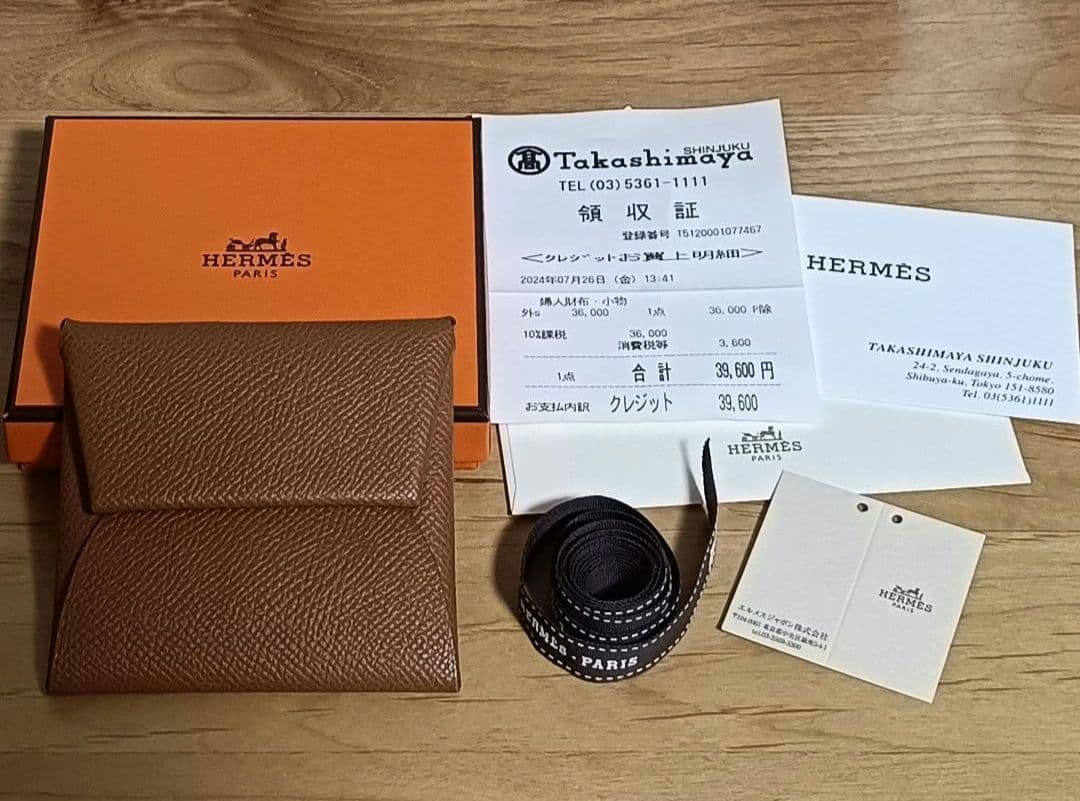 HERMÈS
PARIS
髙 Takashimaya
SHINJUKU
TEL(03)5361-1111
領 収 証
登録番号 T5120001077467
<クレジットお買上明細>
2024年07月26日（金）13:41
婦人財布・小物
外s 36,000 1点 36,000 P除
10%課税 36,000
消費税等 3,600
1点 合 計 39,600 円
お支払内訳 クレジット 39,600
HERMÈS
TAKASHIMAYA SHINJUKU
24-2, Sendagaya, 5-chome,
Shibuya-ku, Tokyo 151-8580
Tel. 03(5361)1111
HERMÈS
PARIS
HERMÈS · PARIS
HERMÈS
PARIS
エルメスジャポン株式会社